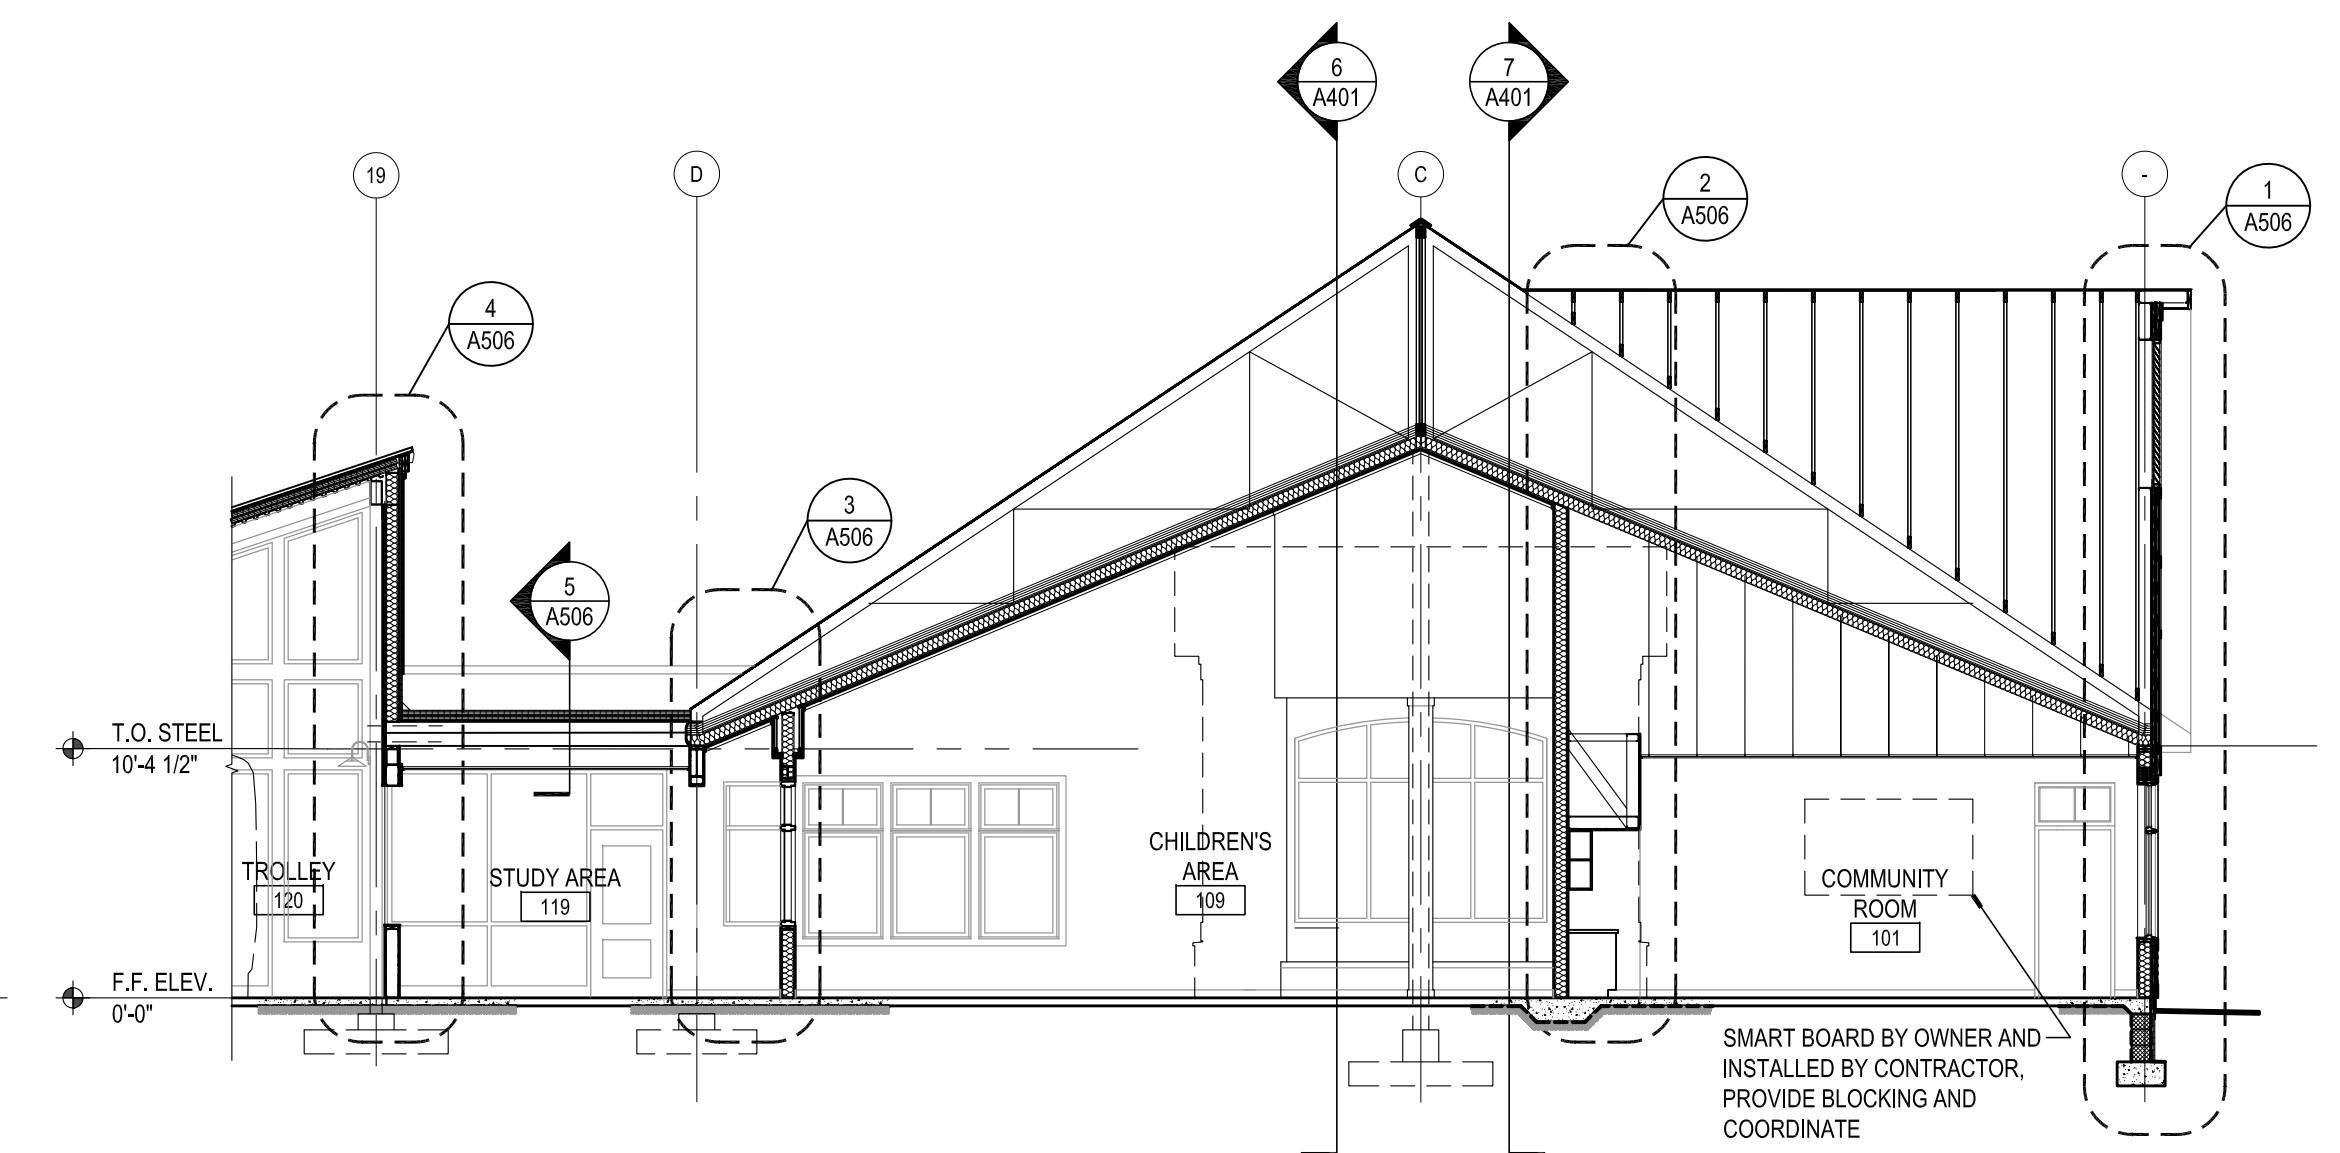 6
A401
7
A401
19
D
C
-
2
A506
1
A506
4
A506
3
A506
5
A506
T.O. STEEL
10'-4 1/2"
TROLLEY
120
STUDY AREA
119
CHILDREN'S
AREA
109
COMMUNITY
ROOM
101
F.F. ELEV.
0'-0"
SMART BOARD BY OWNER AND
INSTALLED BY CONTRACTOR,
PROVIDE BLOCKING AND
COORDINATE